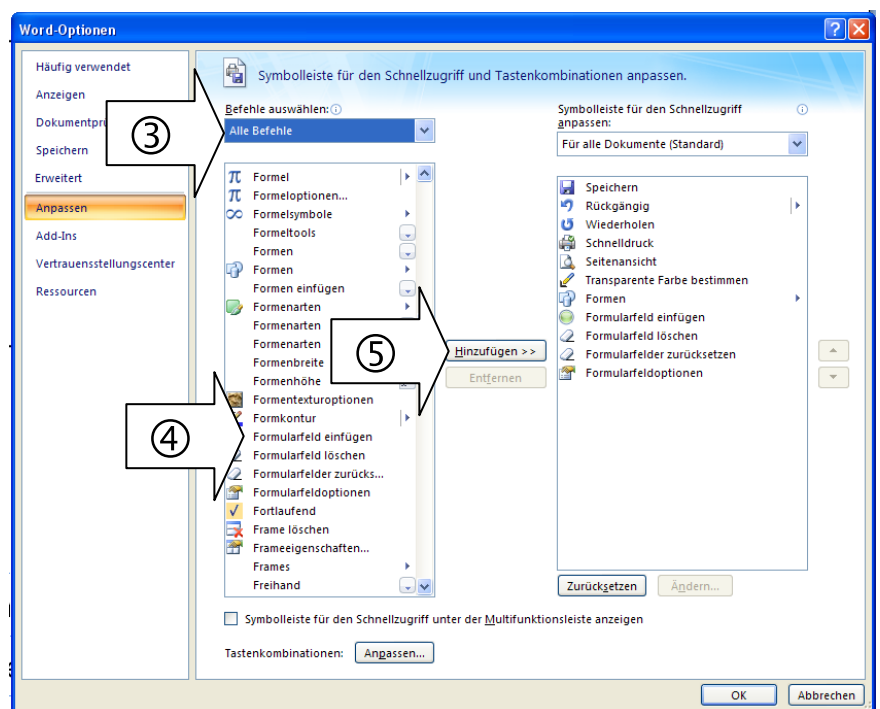 Word-Optionen
Häufig verwendet
Anzeigen
Speichern
Erweitert
Anpassen
Add-Ins
Vertrauensstellungscenter
Ressourcen
Symbolleiste für den Schnellzugriff und Tastenkombinationen anpassen.
Befehle auswählen:
Alle Befehle
③
Formel
Formeloptionen...
Formelsymbole
Formeltools
Formen
Formen
Formen einfügen
Formenarten
Formenarten
Formenarten
Formenbreite
Formenhöhe
Formentexturoptionen
Formkontur
Formularfeld einfügen
Formularfeld löschen
Formularfelder zurücks...
Formularfeldoptionen
Fortlaufend
Frame löschen
Frameeigenschaften...
Frames
Freihand
④
⑤
Hinzufügen >>
Entfernen
Symbolleiste für den Schnellzugriff
anpassen:
Für alle Dokumente (Standard)
Speichern
Rückgängig
Wiederholen
Schnelldruck
Seitenansicht
Transparente Farbe bestimmen
Formen
Formularfeld einfügen
Formularfeld löschen
Formularfelder zurücksetzen
Formularfeldoptionen
Zurücksetzen
Ändern...
Symbolleiste für den Schnellzugriff unter der Multifunktionsleiste anzeigen
Tastenkombinationen:
Anpassen...
OK
Abbrechen